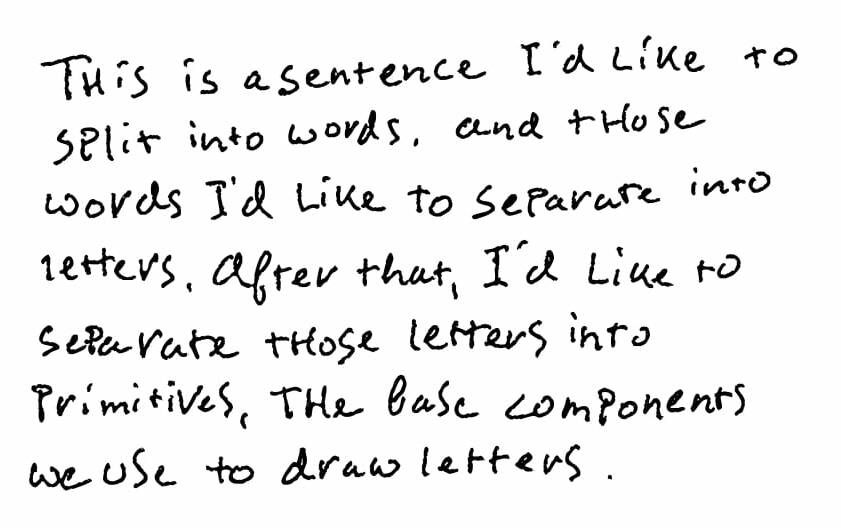 This is a sentence I'd like to
split into words, and those
words I'd like to separate into
letters. After that, I'd like to
separate those letters into
primitives, the base components
we use to draw letters.